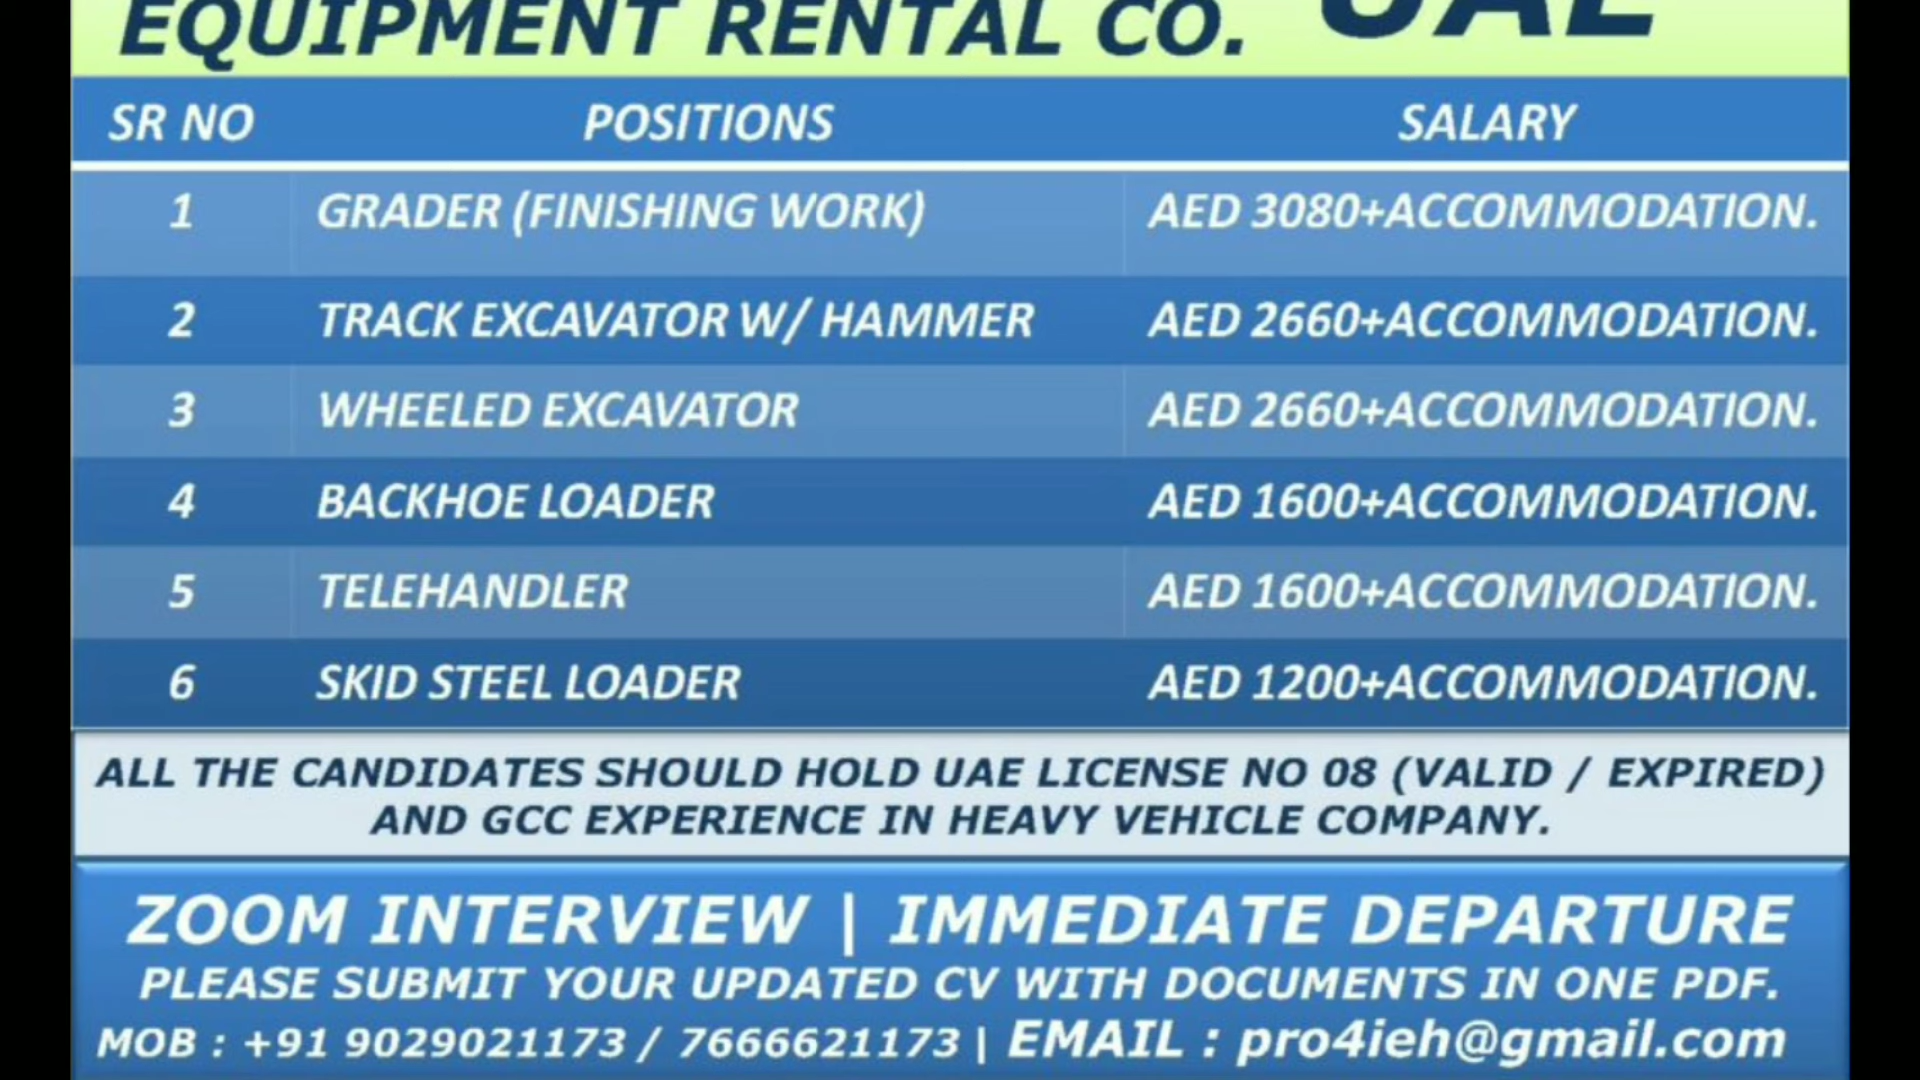 EQUIPMENT RENTAL CO. UAE
SR NO POSITIONS SALARY
1 GRADER (FINISHING WORK) AED 3080+ACCOMMODATION.
2 TRACK EXCAVATOR W/ HAMMER AED 2660+ACCOMMODATION.
3 WHEELED EXCAVATOR AED 2660+ACCOMMODATION.
4 BACKHOE LOADER AED 1600+ACCOMMODATION.
5 TELEHANDLER AED 1600+ACCOMMODATION.
6 SKID STEEL LOADER AED 1200+ACCOMMODATION.
ALL THE CANDIDATES SHOULD HOLD UAE LICENSE NO 08 (VALID / EXPIRED)
AND GCC EXPERIENCE IN HEAVY VEHICLE COMPANY.
ZOOM INTERVIEW | IMMEDIATE DEPARTURE
PLEASE SUBMIT YOUR UPDATED CV WITH DOCUMENTS IN ONE PDF.
MOB : +91 9029021173 / 7666621173 | EMAIL : pro4ieh@gmail.com